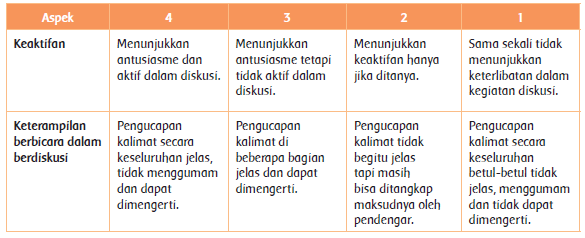 Aspek 4 3 2 1
Keaktifan
Menunjukkan
antusiasme dan
aktif dalam diskusi.
Menunjukkan
antusiasme tetapi
tidak aktif dalam
diskusi.
Menunjukkan
keaktifan hanya
jika ditanya.
Sama sekali tidak
menunjukkan
keterlibatan dalam
kegiatan diskusi.
Keterampilan
berbicara dalam
berdiskusi
Pengucapan
kalimat secara
keseluruhan jelas,
tidak menggumam
dan dapat
dimengerti.
Pengucapan
kalimat di
beberapa bagian
jelas dan dapat
dimengerti.
Pengucapan
kalimat tidak
begitu jelas
tapi masih
bisa ditangkap
maksudnya oleh
pendengar.
Pengucapan
kalimat secara
keseluruhan
betul-betul tidak
jelas, menggumam
dan tidak dapat
dimengerti.